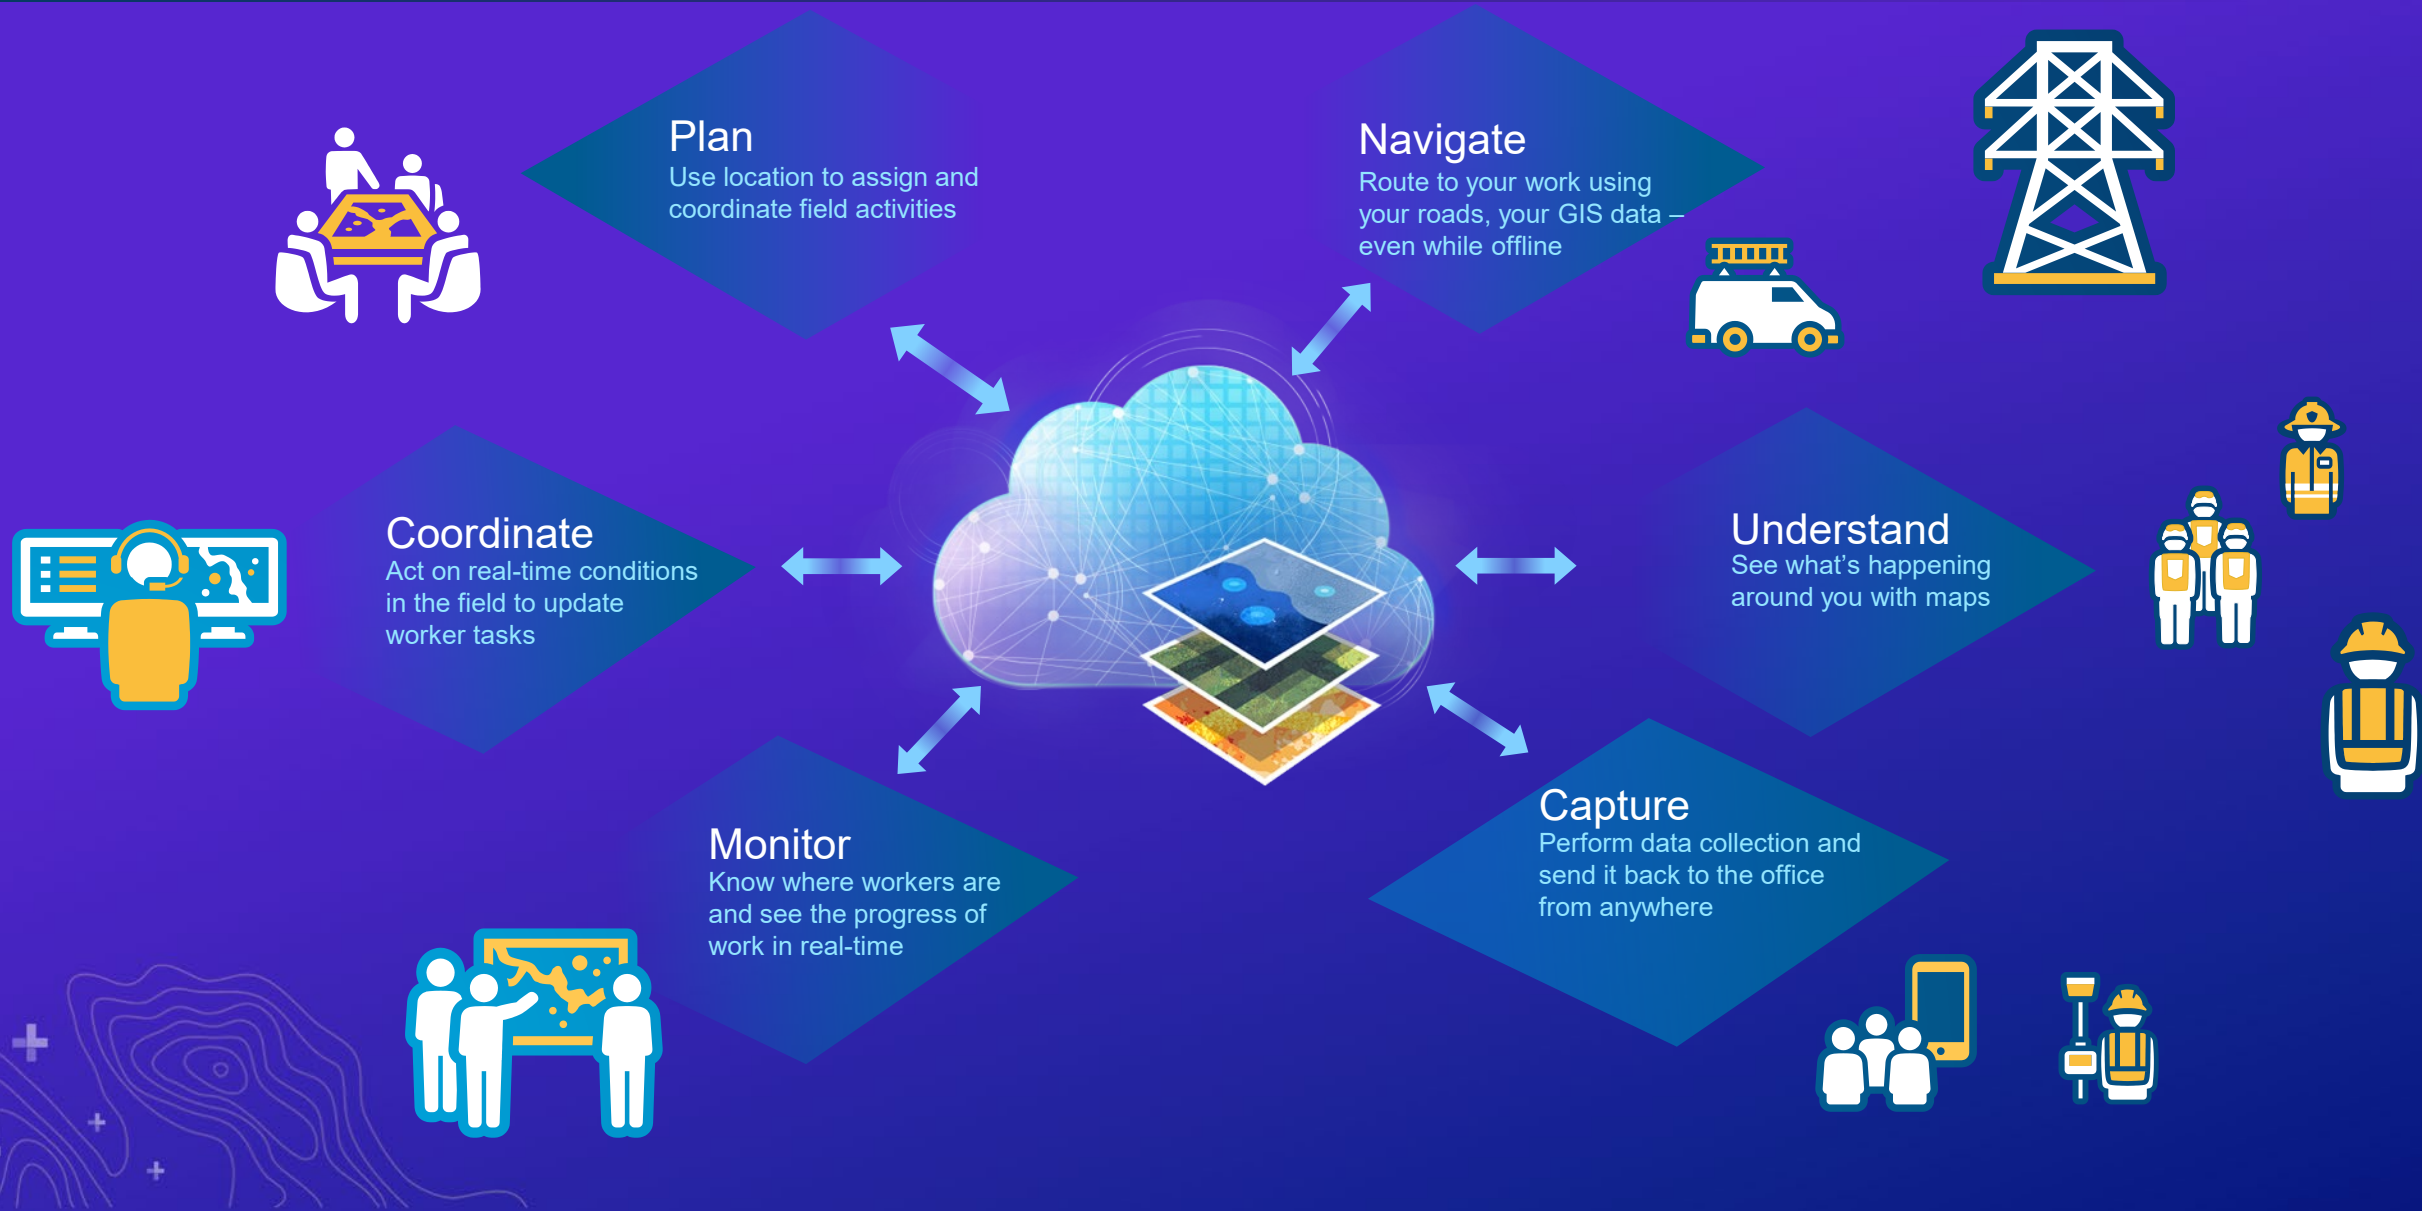 Plan
Use location to assign and
coordinate field activities
Navigate
Route to your work using
your roads, your GIS data –
even while offline
Coordinate
Act on real-time conditions
in the field to update
worker tasks
Understand
See what’s happening
around you with maps
Monitor
Know where workers are
and see the progress of
work in real-time
Capture
Perform data collection and
send it back to the office
from anywhere